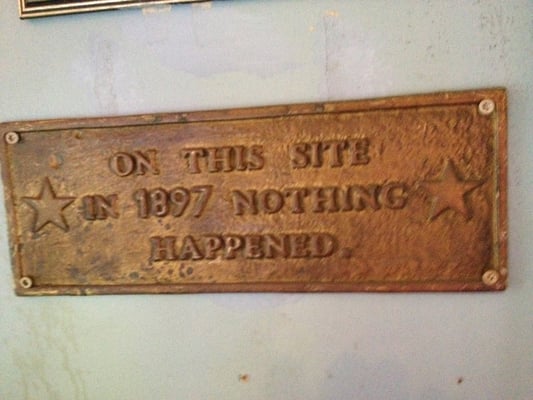 ON THIS SITE
IN 1897 NOTHING
HAPPENED.